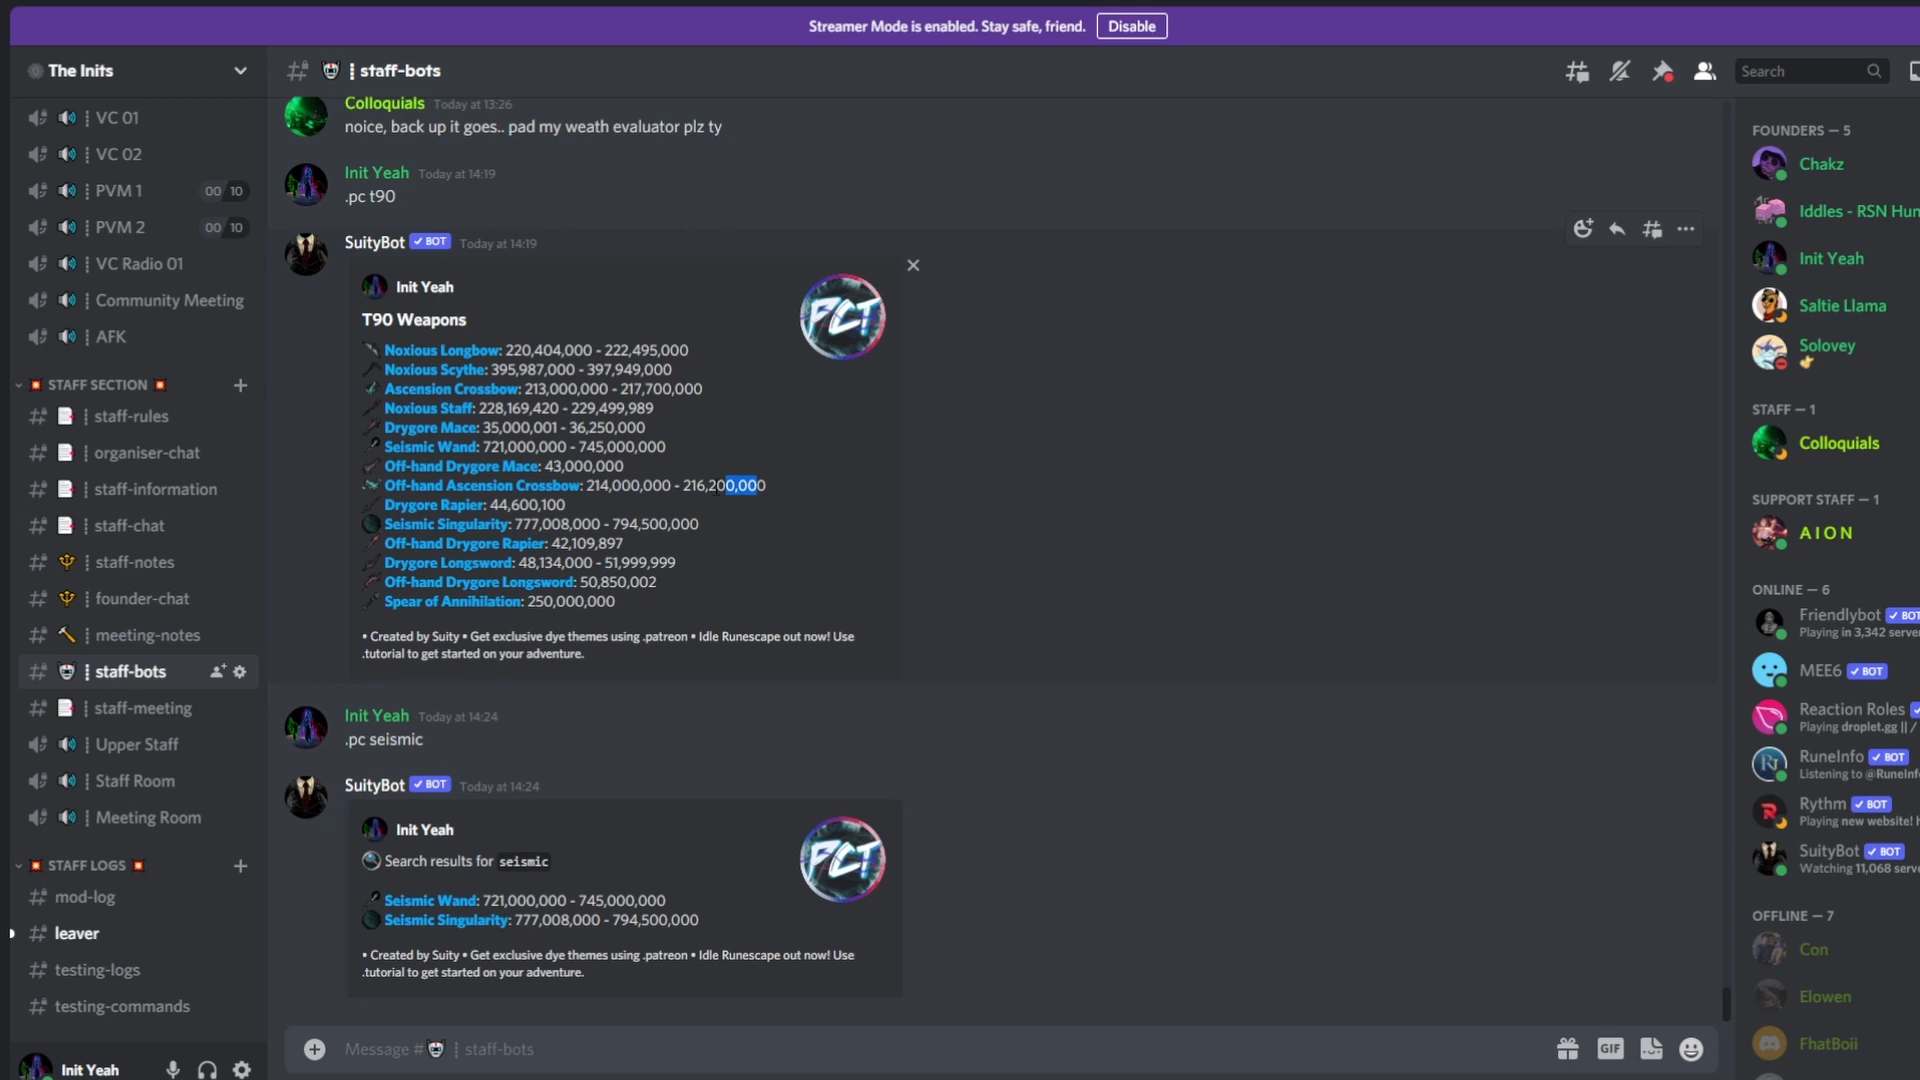 Streamer Mode is enabled. Stay safe, friend. Disable
The Inits
VC 01
VC 02
PVM 1 00 10
PVM 2 00 10
VC Radio 01
Community Meeting
AFK
STAFF SECTION
staff-rules
organiser-chat
staff-information
staff-chat
staff-notes
founder-chat
meeting-notes
staff-bots
staff-meeting
Upper Staff
Staff Room
Meeting Room
STAFF LOGS
mod-log
leaver
testing-logs
testing-commands
Init Yeah
staff-bots
Search
Colloquials Today at 13:26
noice, back up it goes.. pad my weath evaluator plz ty
Init Yeah Today at 14:19
.pc t90
SuityBot BOT Today at 14:19
Init Yeah
PCT
T90 Weapons
Noxious Longbow: 220,404,000 - 222,495,000
Noxious Scythe: 395,987,000 - 397,949,000
Ascension Crossbow: 213,000,000 - 217,700,000
Noxious Staff: 228,169,420 - 229,499,989
Drygore Mace: 35,000,001 - 36,250,000
Seismic Wand: 721,000,000 - 745,000,000
Off-hand Drygore Mace: 43,000,000
Off-hand Ascension Crossbow: 214,000,000 - 216,200,000
Drygore Rapier: 44,600,100
Seismic Singularity: 777,008,000 - 794,500,000
Off-hand Drygore Rapier: 42,109,897
Drygore Longsword: 48,134,000 - 51,999,999
Off-hand Drygore Longsword: 50,850,002
Spear of Annihilation: 250,000,000
• Created by Suity • Get exclusive dye themes using .patreon • Idle Runescape out now! Use
.tutorial to get started on your adventure.
Init Yeah Today at 14:24
.pc seismic
SuityBot BOT Today at 14:24
Init Yeah
PCT
Search results for seismic
Seismic Wand: 721,000,000 - 745,000,000
Seismic Singularity: 777,008,000 - 794,500,000
• Created by Suity • Get exclusive dye themes using .patreon • Idle Runescape out now! Use
.tutorial to get started on your adventure.
Message # staff-bots
GIF
FOUNDERS — 5
Chakz
Iddles - RSN Hun
Init Yeah
Saltie Llama
Solovey
STAFF — 1
Colloquials
SUPPORT STAFF — 1
A I O N
ONLINE — 6
Friendlybot BOT
Playing in 3,342 server
MEE6 BOT
Reaction Roles
Playing droplet.gg || /
RuneInfo BOT
Listening to @RuneInfo
Rythm BOT
Playing new website!
SuityBot BOT
Watching 11,068 serve
OFFLINE — 7
Con
Elowen
FhatBoii